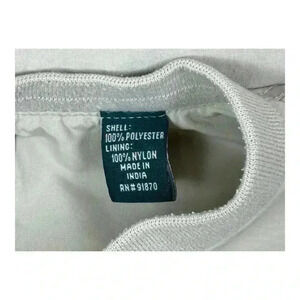 SHELL:
100% POLYESTER
LINING:
100% NYLON
MADE IN
INDIA
RN# 91870